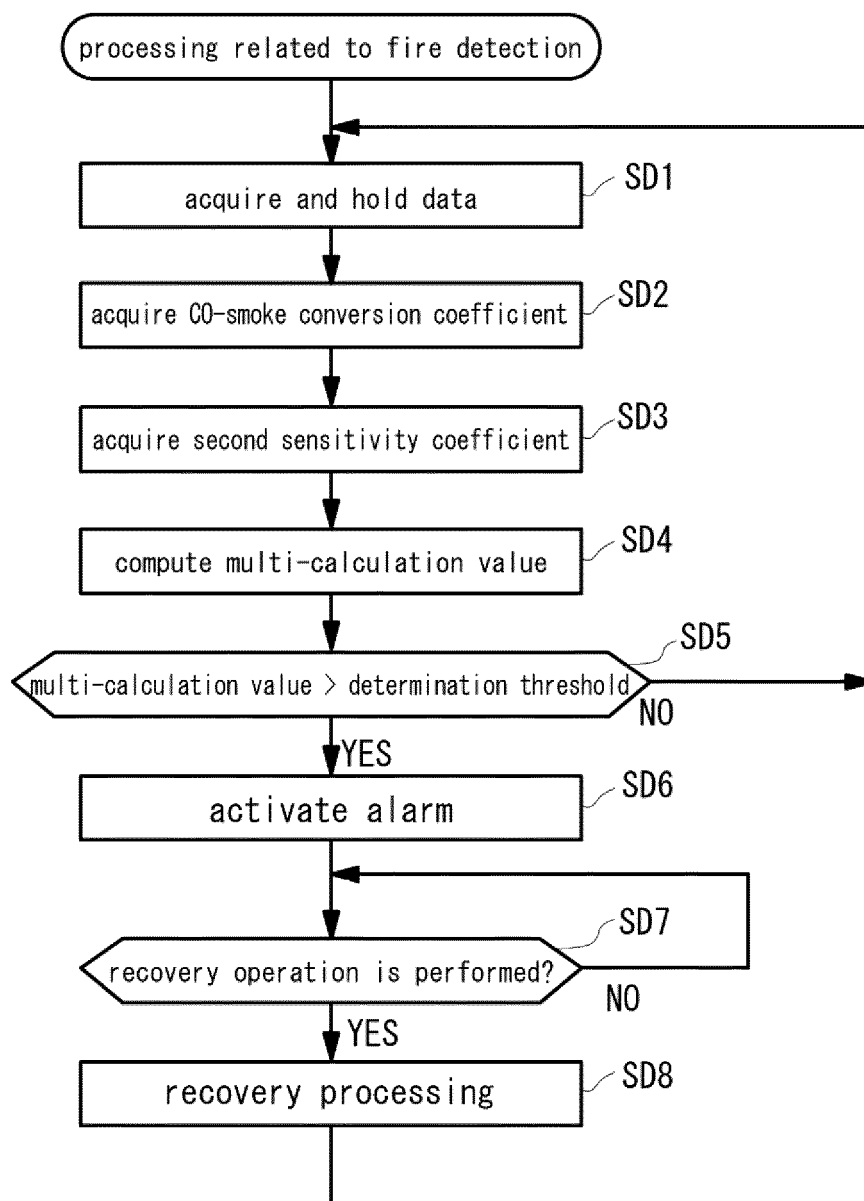 processing related to fire detection
acquire and hold data
SD1
acquire CO-smoke conversion coefficient
SD2
acquire second sensitivity coefficient
SD3
compute multi-calculation value
SD4
multi-calculation value > determination threshold
SD5
NO
YES
activate alarm
SD6
recovery operation is performed?
SD7
NO
YES
recovery processing
SD8